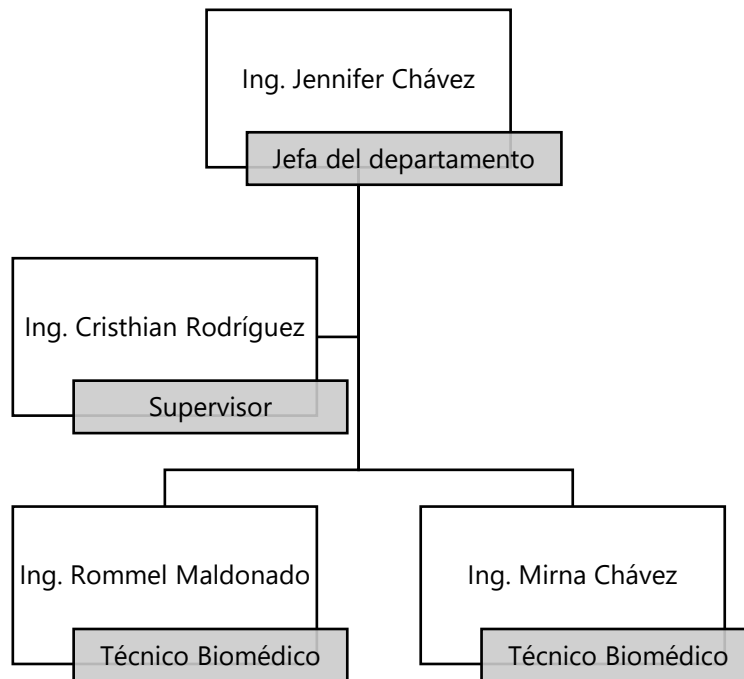 Ing. Jennifer Chávez
Jefa del departamento
Ing. Cristhian Rodríguez
Supervisor
Ing. Rommel Maldonado
Técnico Biomédico
Ing. Mirna Chávez
Técnico Biomédico